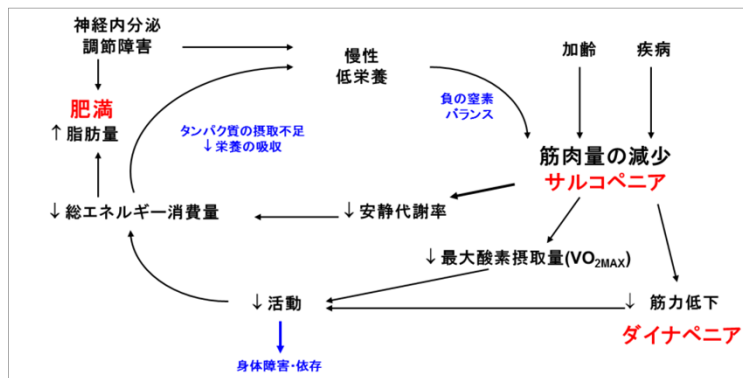 神経内分泌
調節障害
慢性
低栄養
加齢
疾病
肥満
↑脂肪量
タンパク質の摂取不足
↓栄養の吸収
負の窒素
バランス
筋肉量の減少
サルコペニア
↓総エネルギー消費量
↓安静代謝率
↓最大酸素摂取量(VO2MAX)
↓活動
↓ 筋力低下
ダイナペニア
身体障害・依存